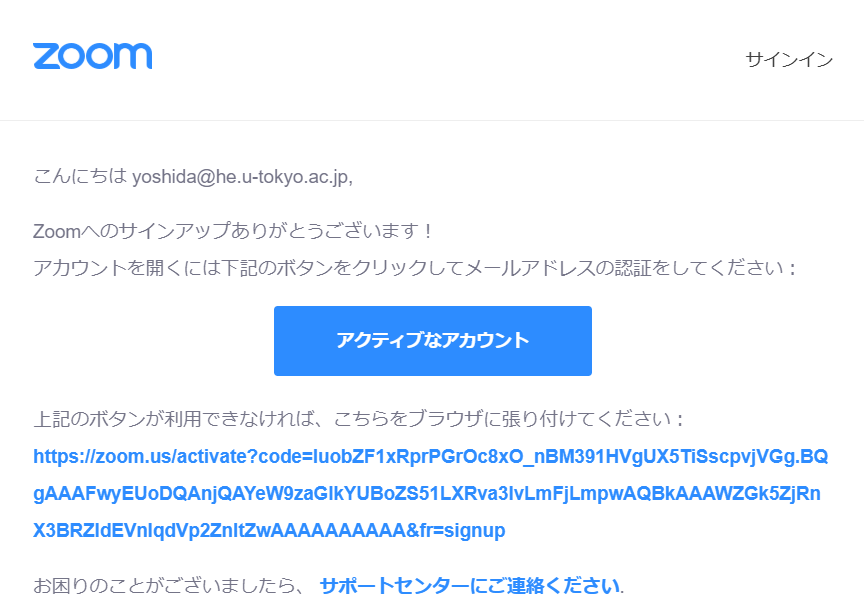 zoom
サインイン
こんにちは yoshida@he.u-tokyo.ac.jp,
Zoomへのサインアップありがとうございます！
アカウントを開くには下記のボタンをクリックしてメールアドレスの認証をしてください：
アクティブなアカウント
上記のボタンが利用できなければ、こちらをブラウザに張り付けてください：
https://zoom.us/activate?code=IuobZF1xRprPGrOc8xO_nBM391HVgUX5TiSscpvjVGg.BQ
gAAAFwyEUoDQAnjQAYeW9zaGlkYUBoZS51LXRva3lvLmFjLmpwAQBkAAAWZGk5ZjRn
X3BRZldEVnlqdVp2ZnltZwAAAAAAAAAA&fr=signup
お困りのことがございましたら、 サポートセンターにご連絡ください.